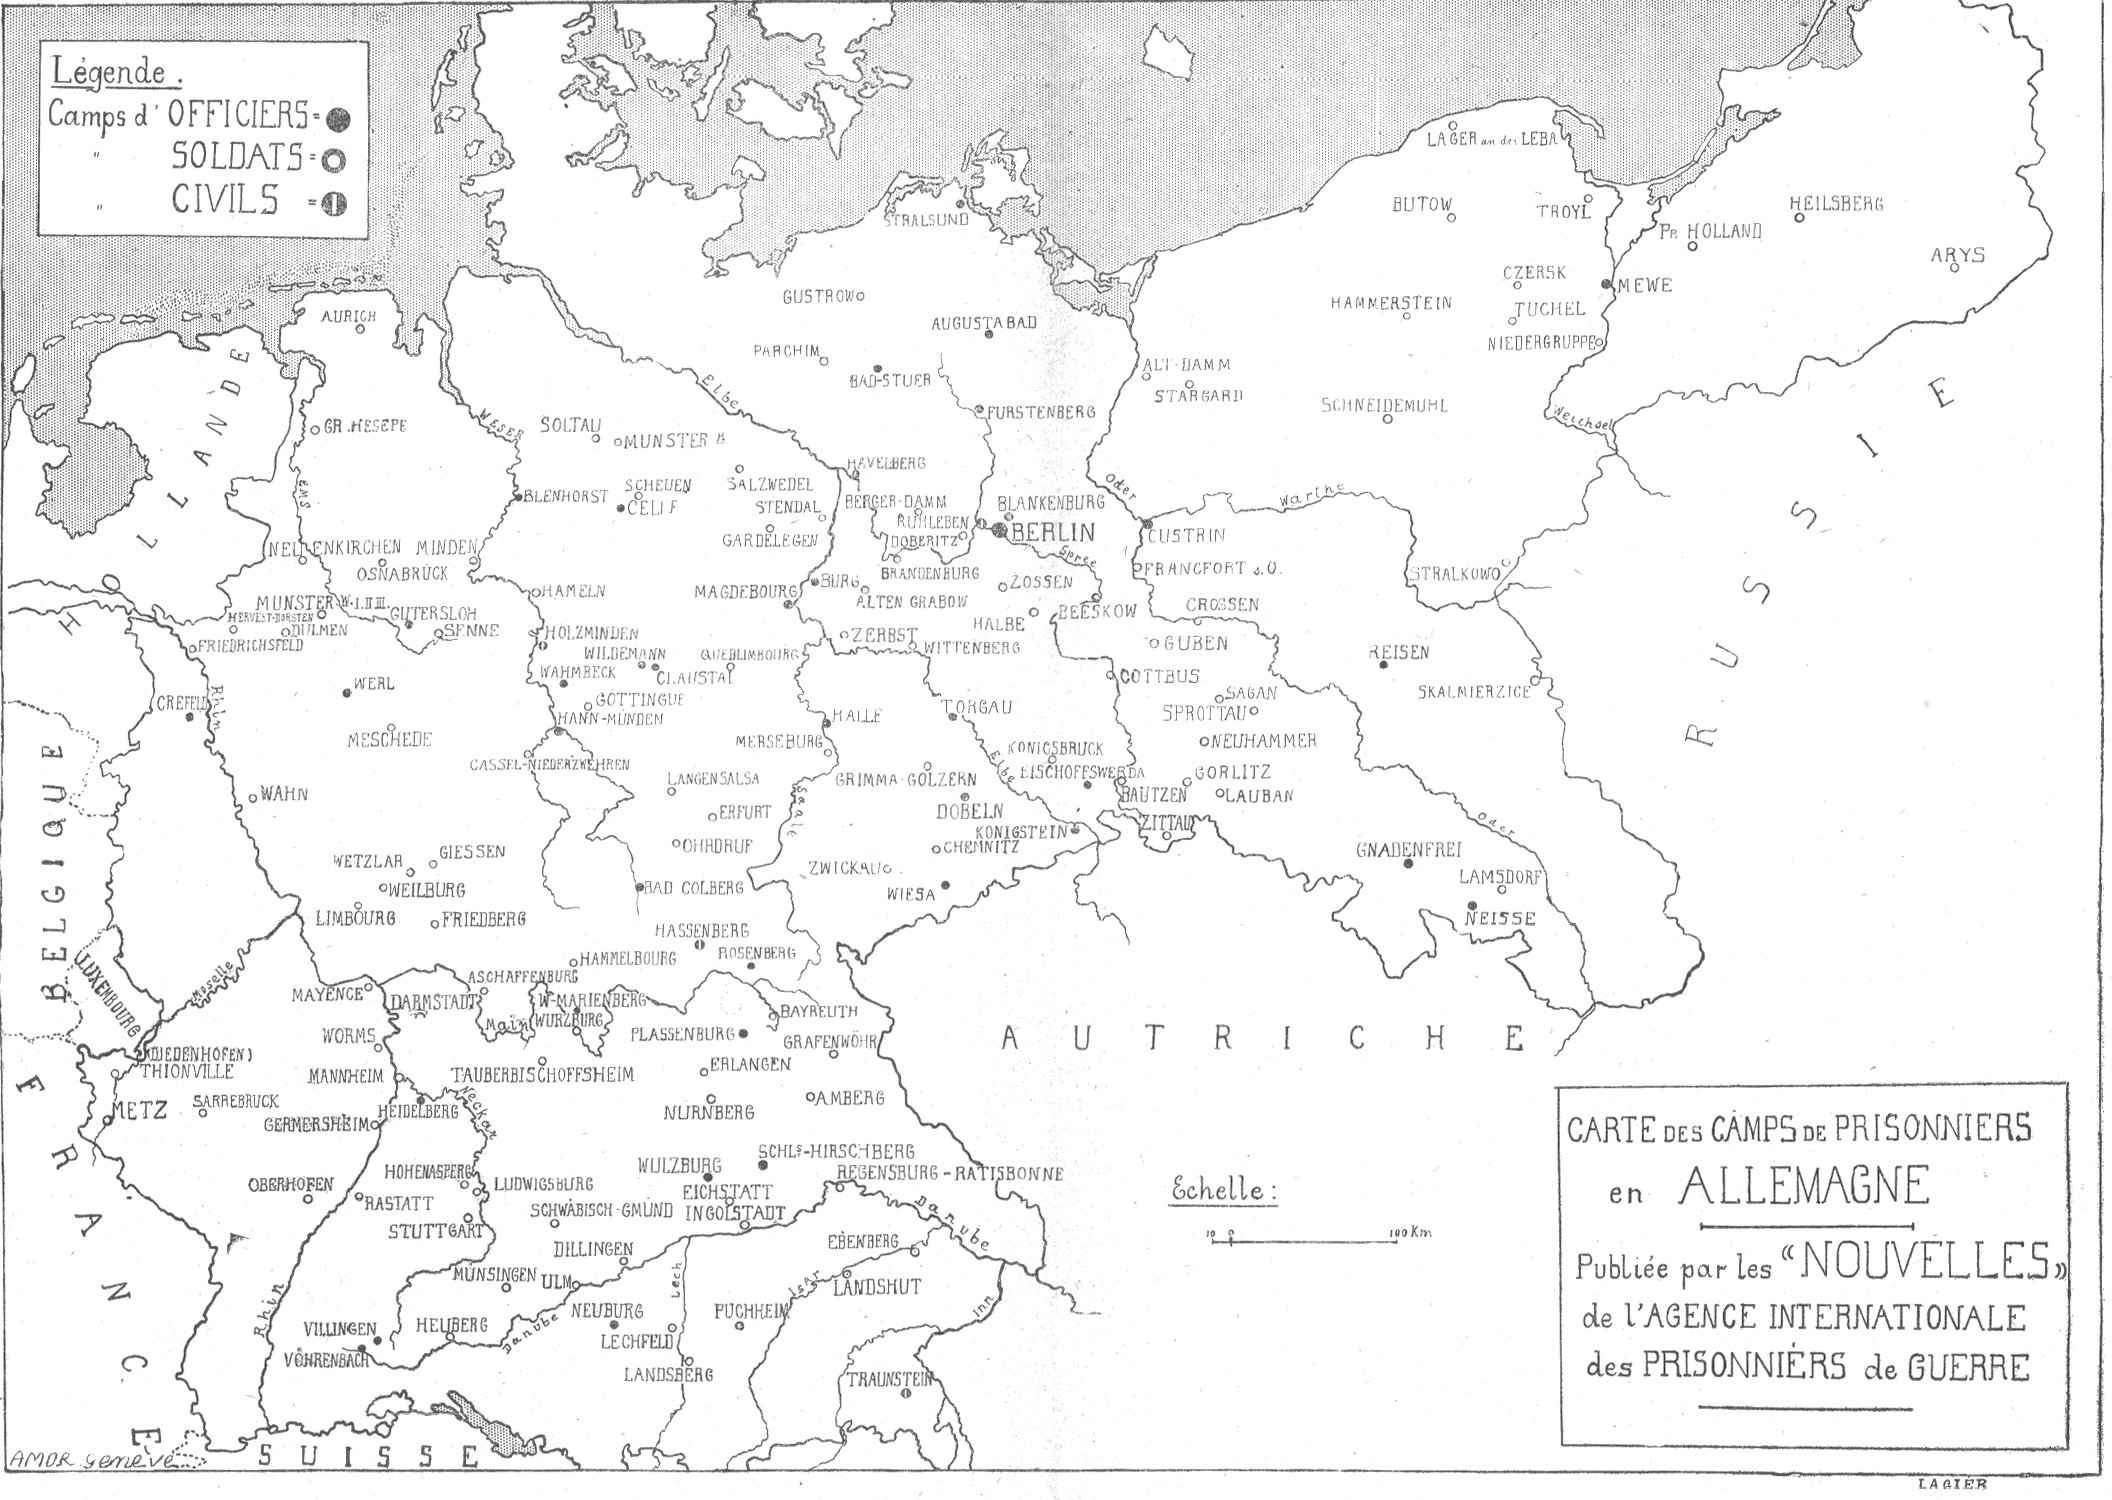 Légende .
Camps d' OFFICIERS =
" SOLDATS =
" CIVILS =
LAGER an der LEBA
BUTOW
TROYL
HEILSBERG
Pr HOLLAND
STRALSUND
ARYS
CZERSK
MEWE
GUSTROW
HAMMERSTEIN
TUCHEL
AURICH
AUGUSTABAD
NIEDERGRUPPE
PARCHIM
ALT-DAMM
BAD-STUER
STARGARD
Elbe
FURSTENBERG
SCHNEIDEMUHL
Weichsel
WESER
GR.HESEPE
SOLTAU
MUNSTER
HAVELBERG
EMS
SALZWEDEL
Oder
Warthe
BLENHORST
SCHEUEN
CELLE
STENDAL
BERGER-DAMM
BLANKENBURG
RUHLEBEN
BERLIN
GARDELEGEN
DOBERITZ
CUSTRIN
Spree
NEUENKIRCHEN
MINDEN
OSNABRÜCK
BRANDENBURG
FRANCFORT s.O.
STRALKOWO
HAMELN
MAGDEBOURG
BURG
ZOSSEN
ALTEN GRABOW
BEESKOW
CROSSEN
MUNSTER-W.I.II.III.
GUTERSLOH
HERVEST-DORSTEN
DULMEN
SENNE
HALBE
HOLZMINDEN
ZERBST
WITTENBERG
GUBEN
FRIEDRICHSFELD
WILDEMANN
QUEDLIMBOURG
REISEN
WAHMBECK
CLAUSTAL
COTTBUS
WERL
SAGAN
SKALMIERZICE
CREFELD
Rhin
GOTTINGUE
TORGAU
SPROTTAU
HANN-MÜNDEN
HALLE
MESCHEDE
MERSEBURG
KONIGSBRUCK
NEUHAMMER
CASSEL-NIEDERZWEHREN
Elbe
LANGENSALSA
GRIMMA-GOLZERN
BISCHOFFSWERDA
GORLITZ
WAHN
BAUTZEN
LAUBAN
Saale
ERFURT
DOBELN
ZITTAU
Oder
KONIGSTEIN
OHRDRUF
CHEMNITZ
GNADENFREI
GIESSEN
WETZLAR
ZWICKAU
LAMSDORF
WEILBURG
BAD COLBERG
WIESA
LIMBOURG
FRIEDBERG
NEISSE
HASSENBERG
HAMMELBOURG
ROSENBERG
Moselle
ASCHAFFENBURG
MAYENCE
DARMSTADT
W-MARIENBERG
Main
WURZBURG
BAYREUTH
WORMS
PLASSENBURG
GRAFENWÖHR
(DIEDENHOFEN)
THIONVILLE
MANNHEIM
TAUBERBISCHOFFSHEIM
ERLANGEN
METZ
SARREBRUCK
Neckar
NÜRNBERG
AMBERG
GERMERSHEIM
HEIDELBERG
SCHLs-HIRSCHBERG
WULZBURG
REGENSBURG-RATISBONNE
HOHENASPERG
OBERHOFEN
LUDWIGSBURG
EICHSTATT
RASTATT
SCHWÄBISCH-GMÜND
INGOLSTADT
Danube
STUTTGART
EBENBERG
DILLINGEN
Lech
MÜNSINGEN
ULM
Isar
LANDSHUT
Rhin
NEUBURG
PUCHHEIM
Inn
VILLINGEN
HEUBERG
Danube
LECHFELD
VÖHRENBACH
LANDSBERG
TRAUNSTEIN
HOLLANDE
BELGIQUE
LUXEMBOURG
FRANCE
SUISSE
AUTRICHE
RUSSIE
Echelle :
10 0 100 Km
CARTE DES CAMPS DE PRISONNIERS
en ALLEMAGNE
Publiée par les "NOUVELLES"
de l'AGENCE INTERNATIONALE
des PRISONNIÉRS de GUERRE
AMOR Genève
LAGIER